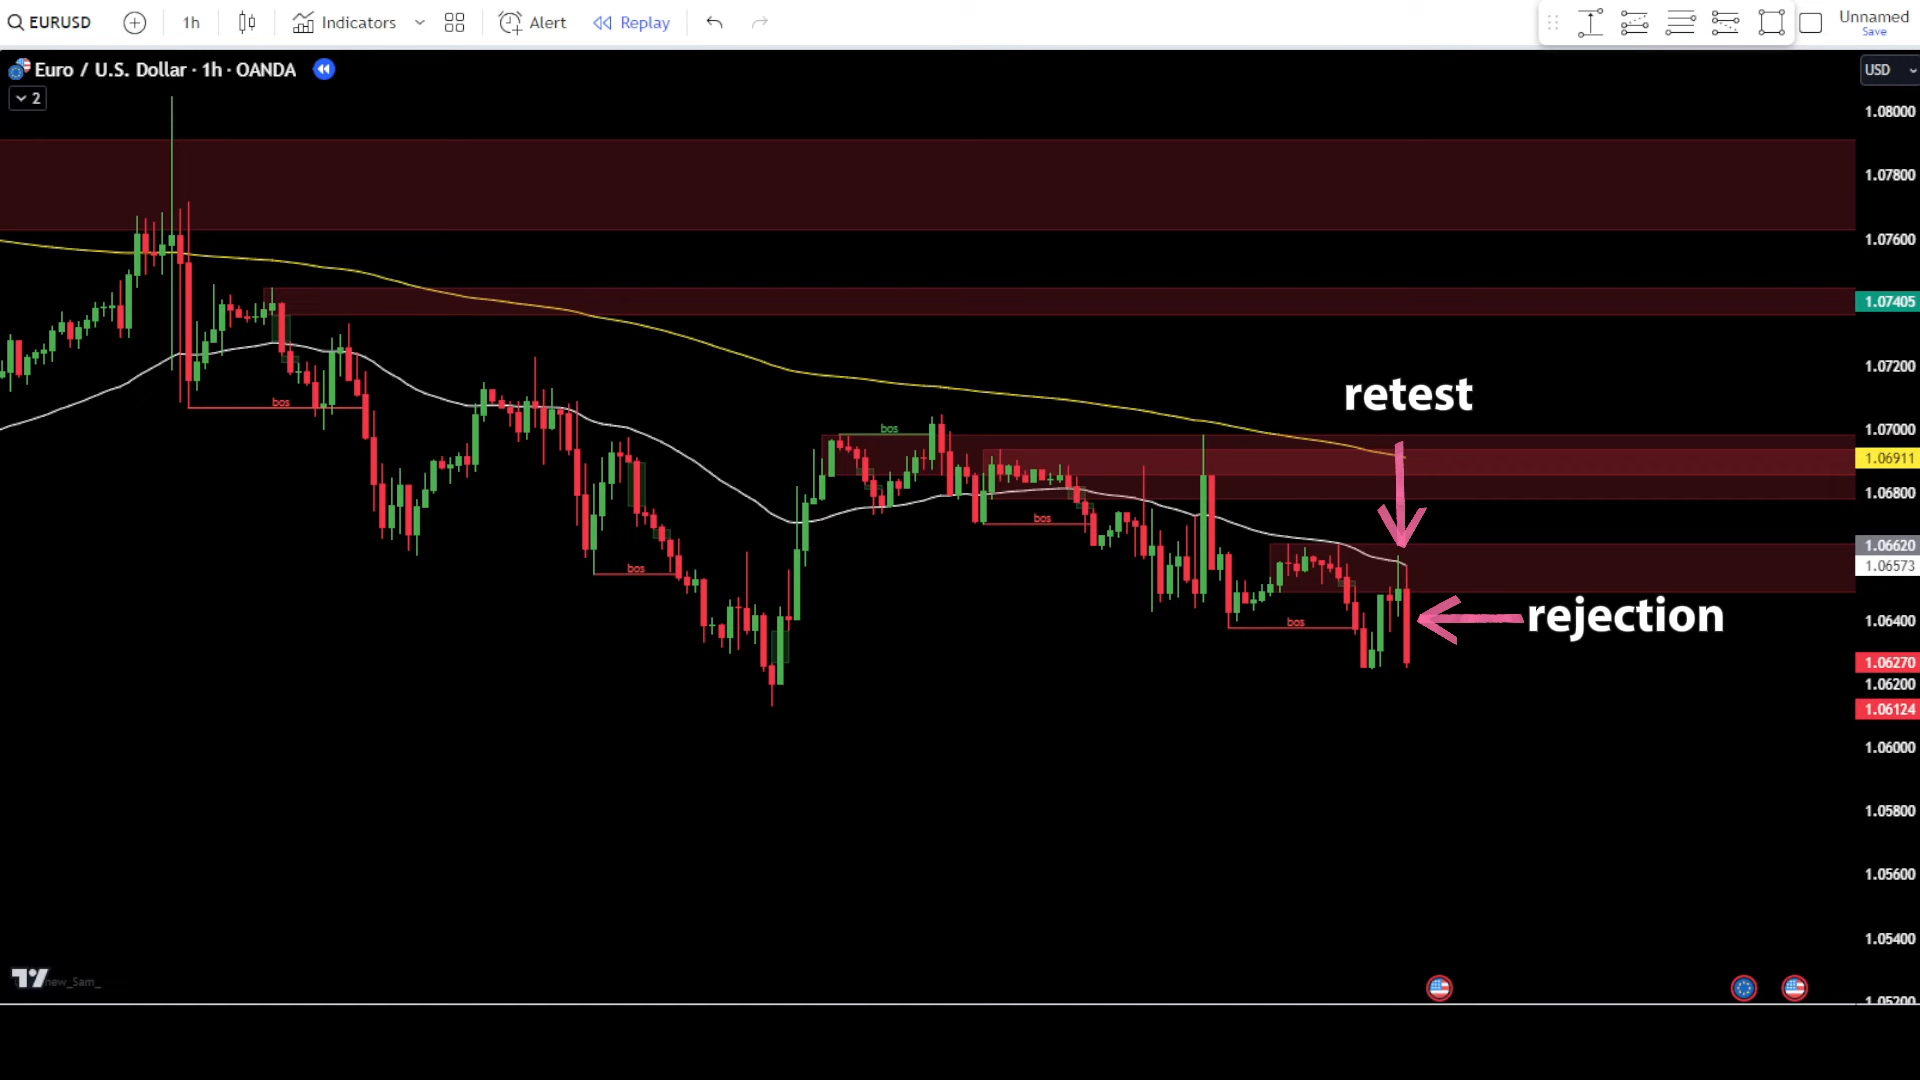 EURUSD
1h
Indicators
Alert
Replay
Unnamed
Save
Euro / U.S. Dollar · 1h · OANDA
2
USD
1.08000
1.07800
1.07600
1.07405
1.07200
1.07000
1.06911
1.06800
1.06620
1.06573
1.06400
1.06270
1.06200
1.06124
1.06000
1.05800
1.05600
1.05400
1.05200
bos
bos
bos
bos
bos
retest
rejection
new_Sam_